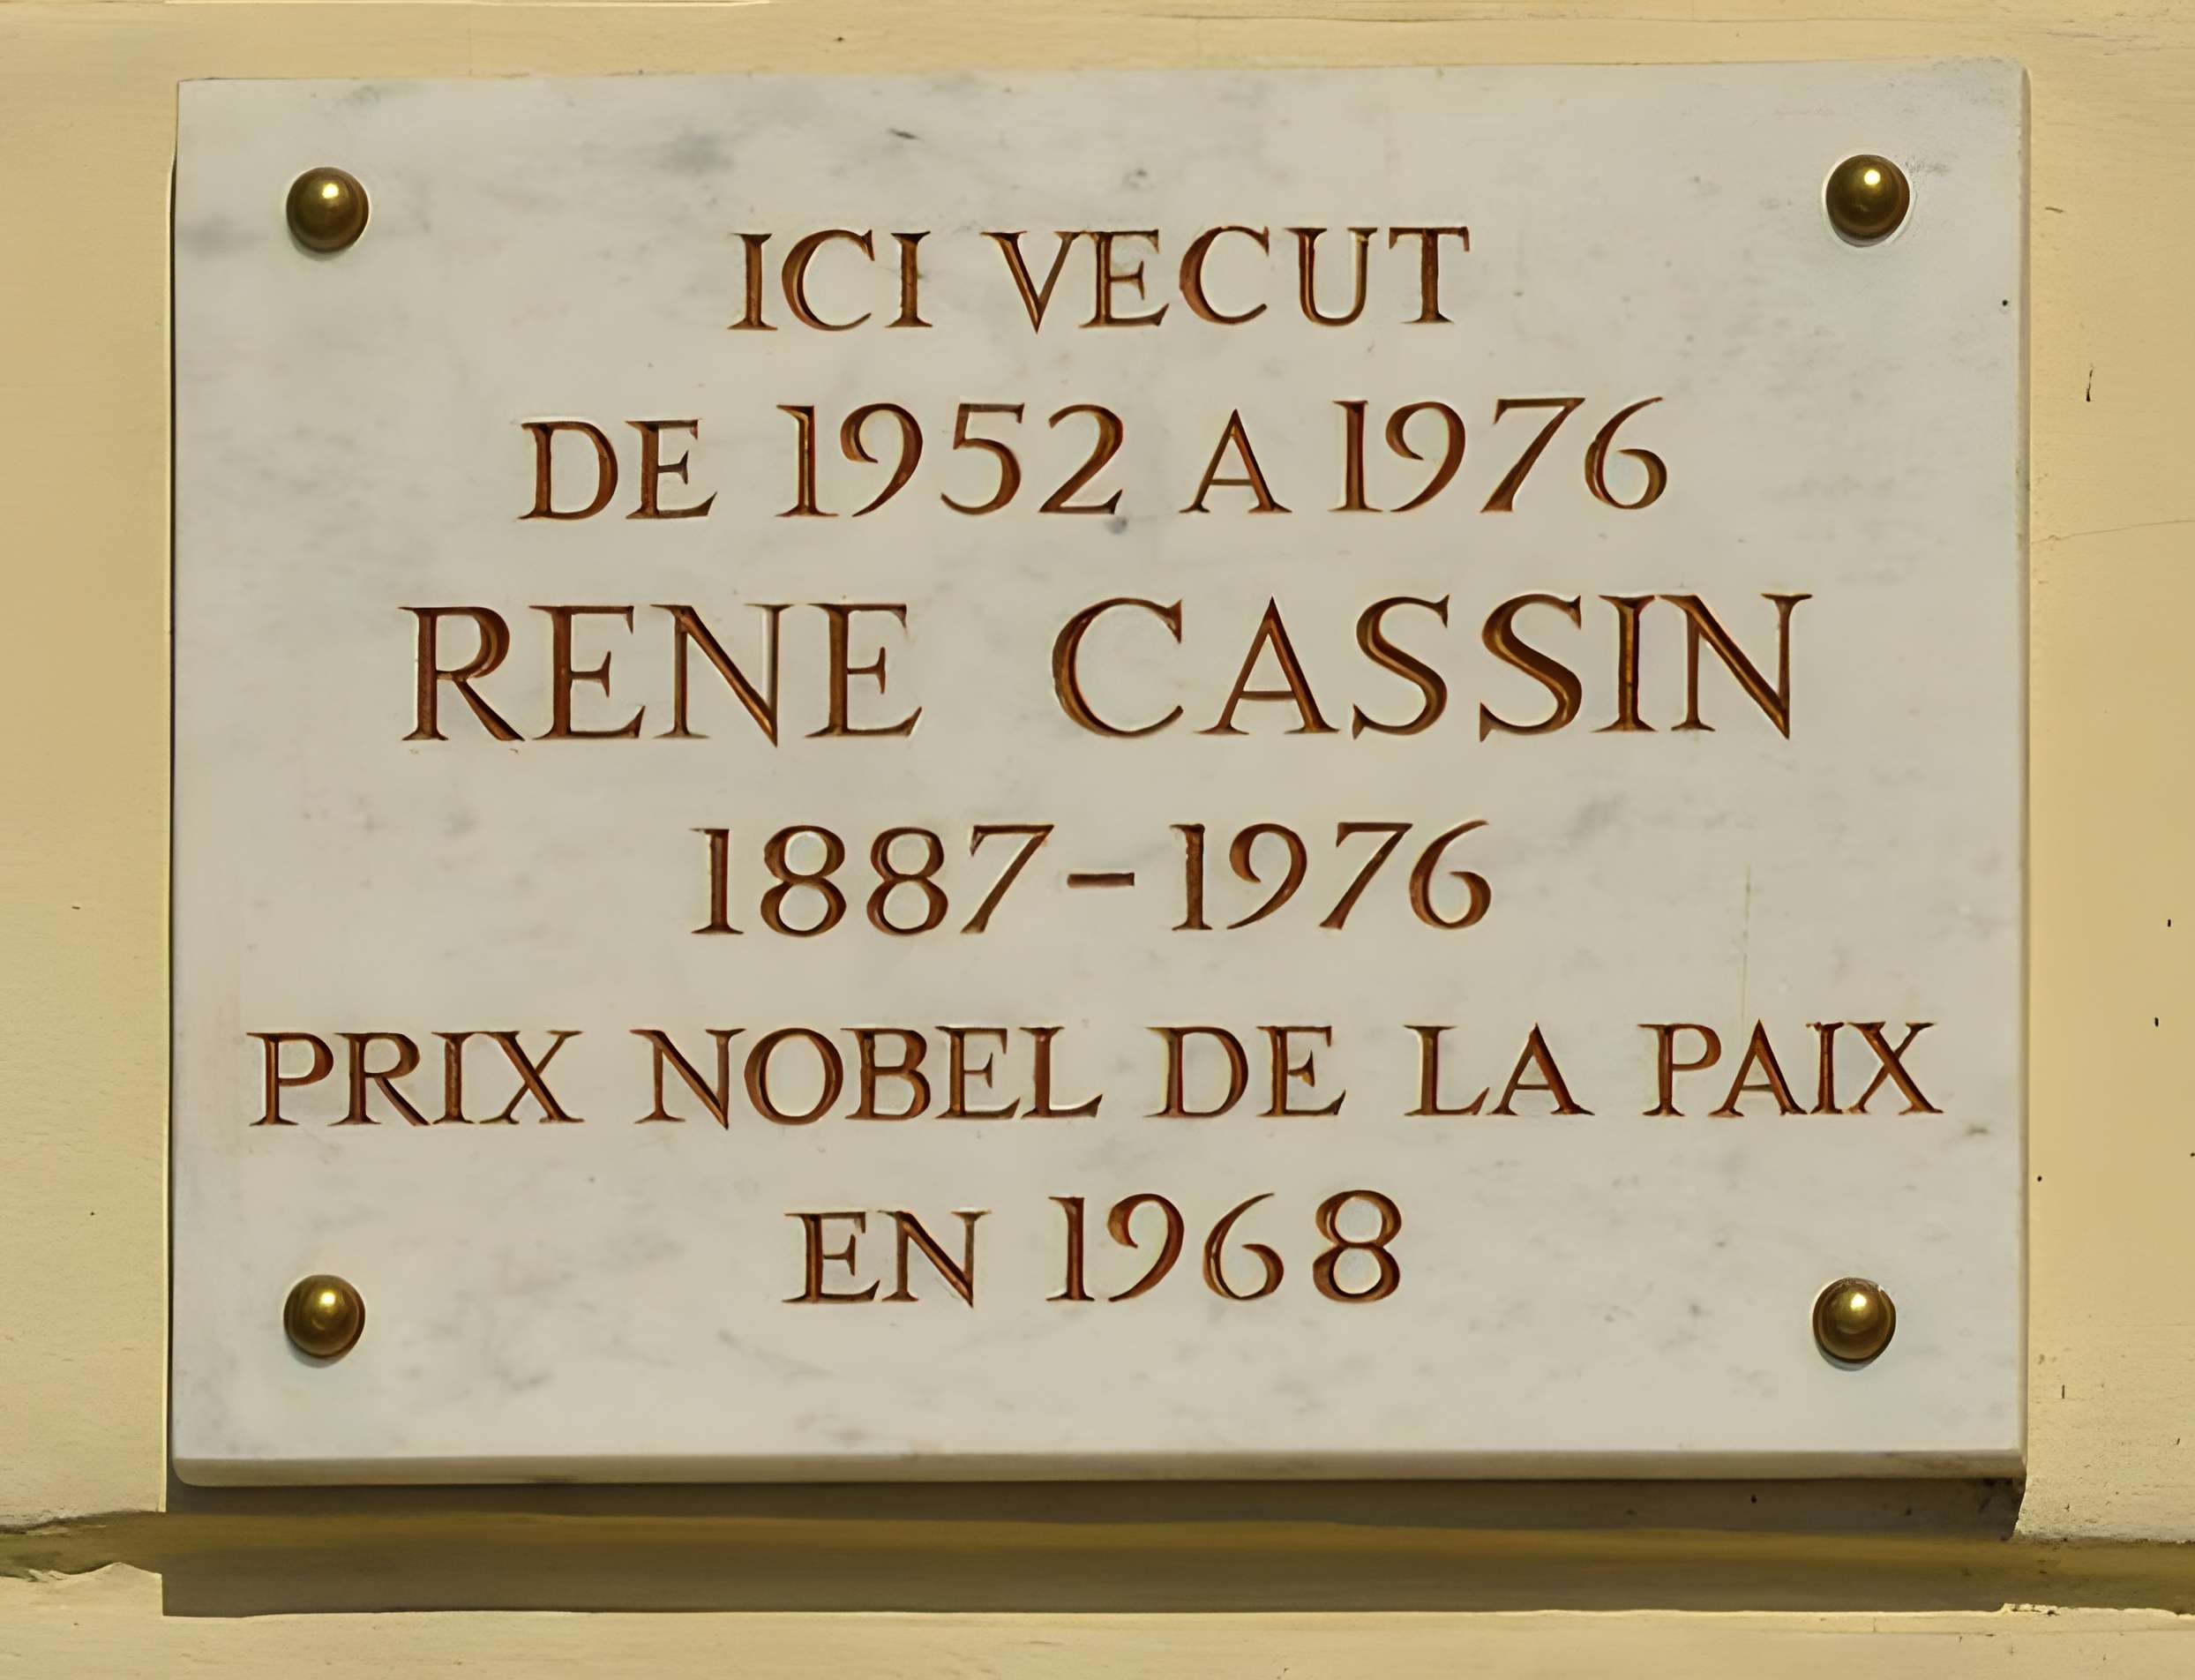 ICI VECUT
DE 1952 A 1976
RENE CASSIN
1887-1976
PRIX NOBEL DE LA PAIX
EN 1968